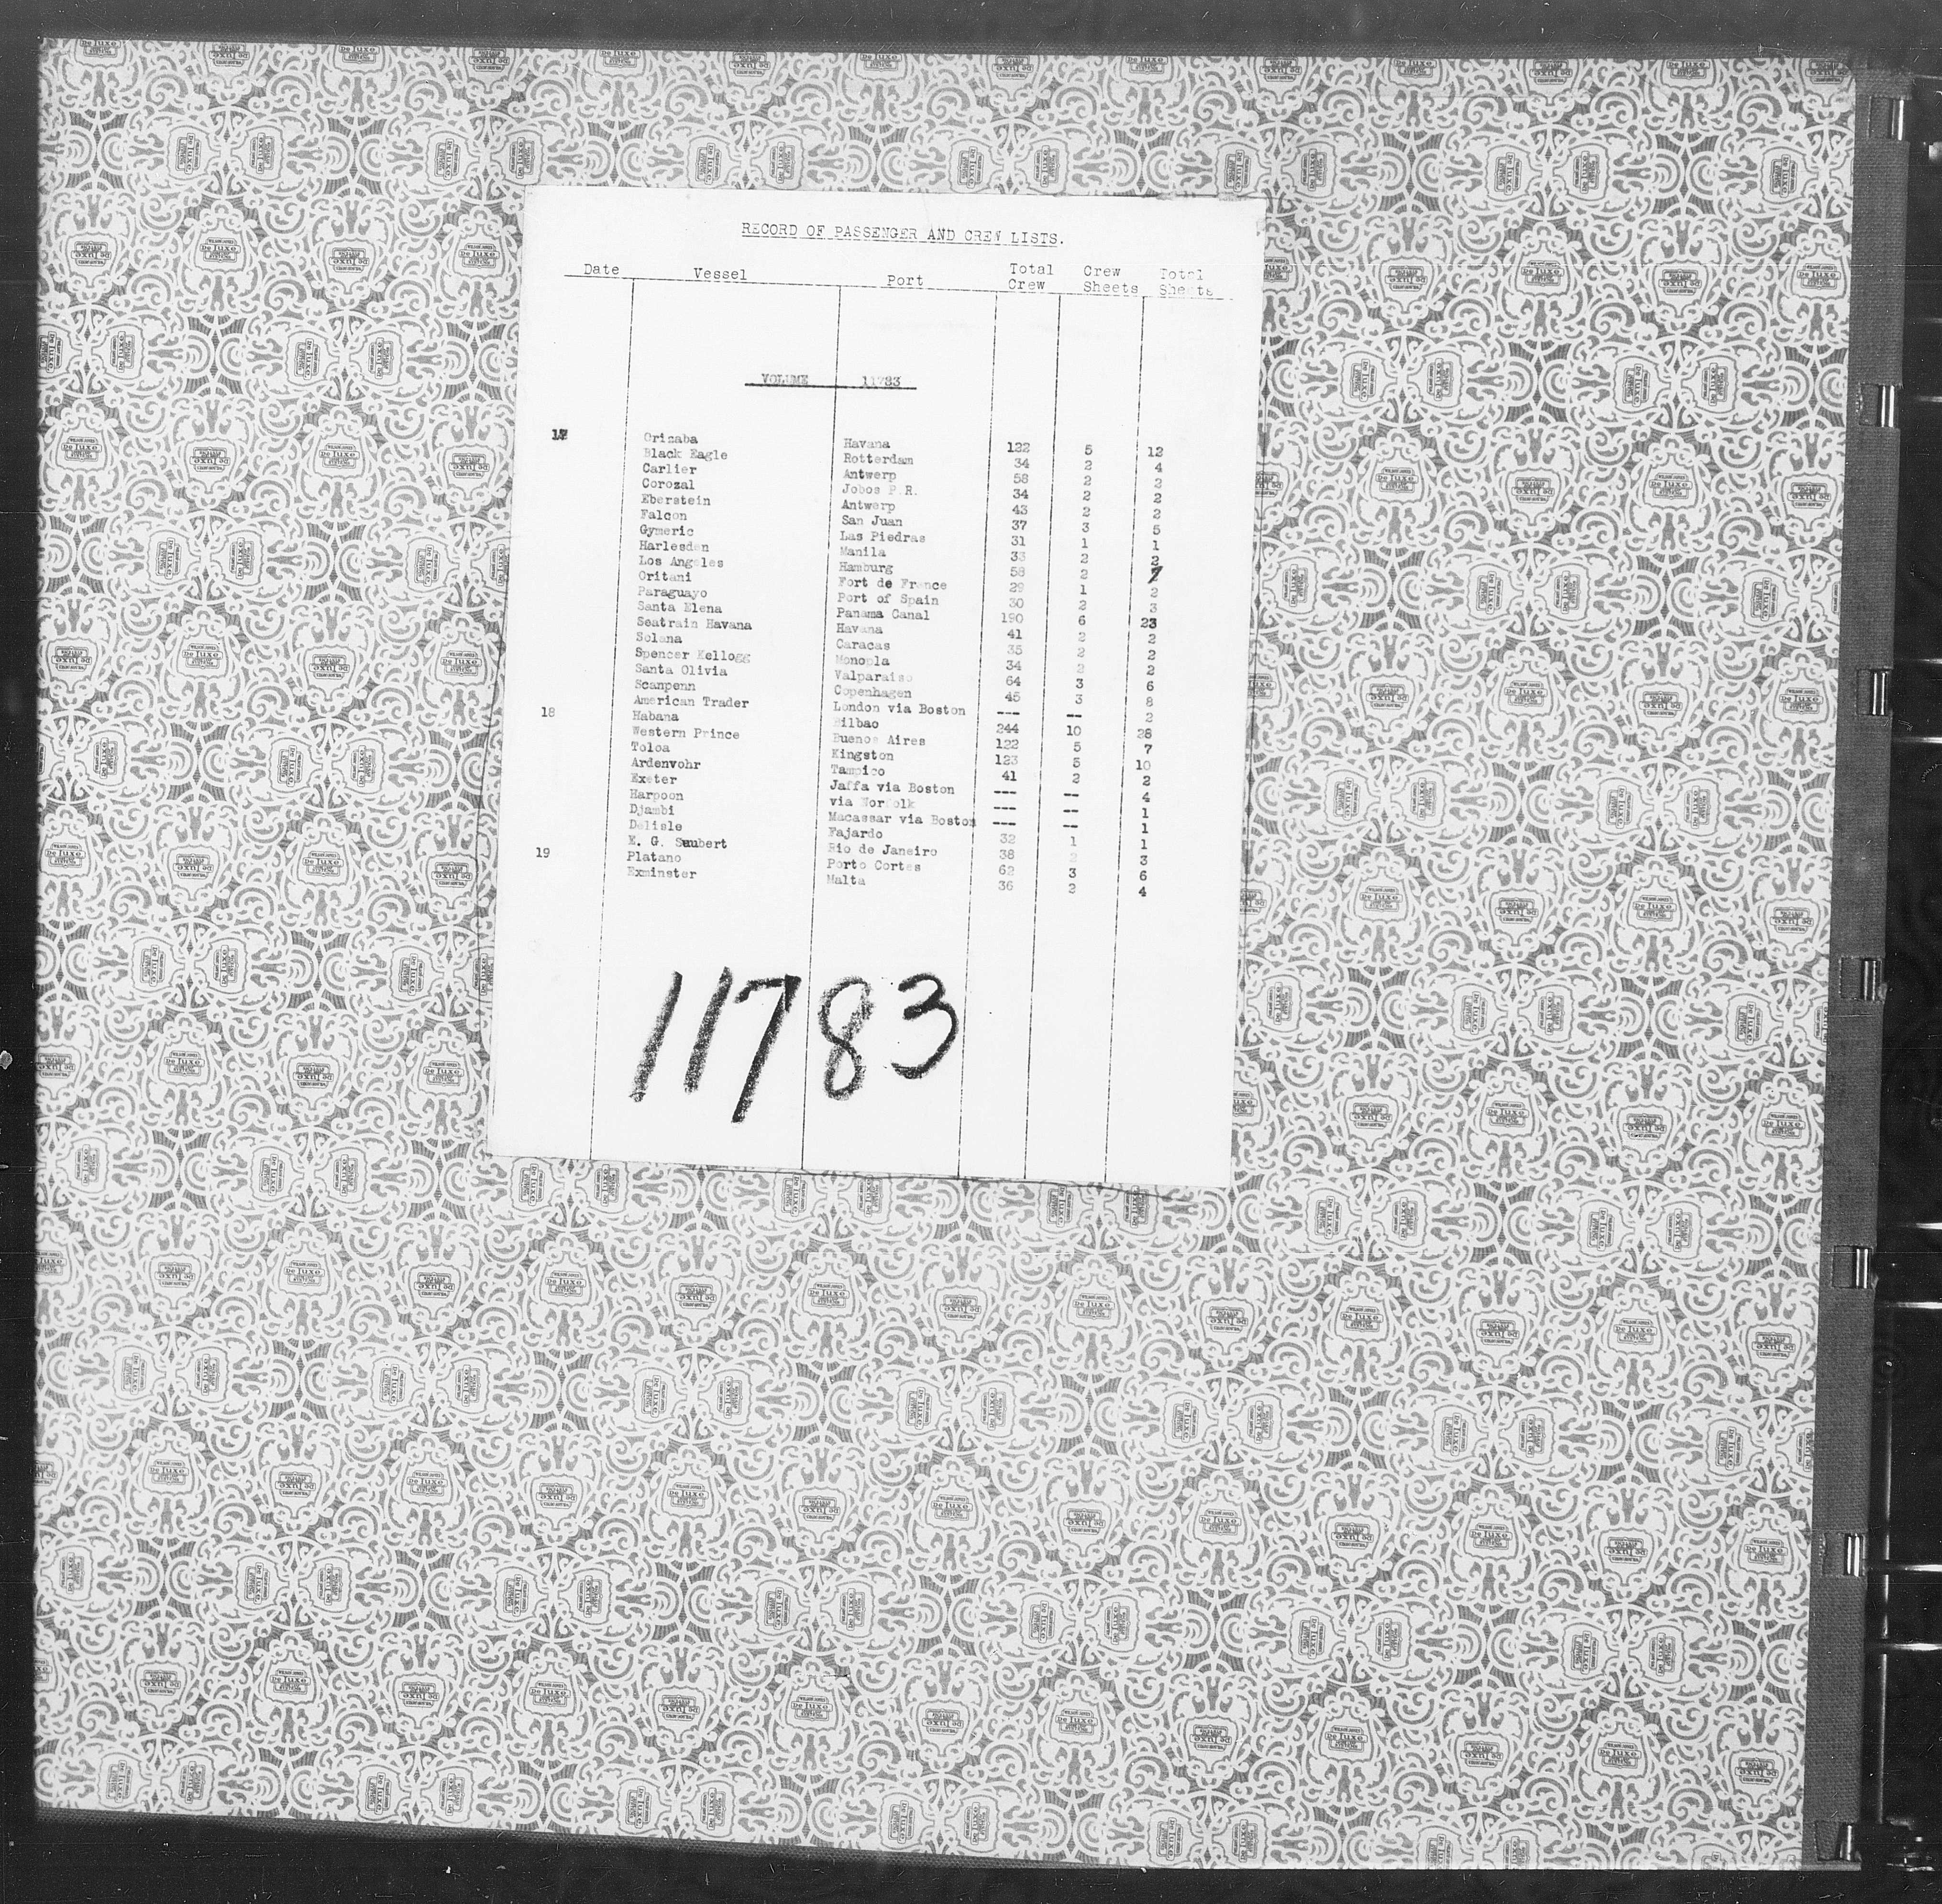 RECORD OF PASSENGER AND CREW LISTS.
Date Vessel Port Total Crew Crew Sheets Total Sheets
VOLUME 11783
17 Orizaba Havana 122 5 12
Black Eagle Rotterdam 34 2 4
Carlier Antwerp 58 2 2
Corozal Jobos P.R. 34 2 2
Eberstein Antwerp 43 2 2
Falcon San Juan 37 3 5
Gymeric Las Piedras 31 1 1
Harlesden Manila 33 2 2
Los Angeles Hamburg 58 2 7
Oritani Fort de France 29 1 2
Paraguayo Port of Spain 30 2 3
Santa Elena Panama Canal 190 6 23
Seatrain Havana Havana 41 2 2
Solana Caracas 35 2 2
Spencer Kellogg Monopla 34 2 2
Santa Olivia Valparaiso 64 3 6
Scanpenn Copenhagen 45 3 8
American Trader London via Boston --- -- 2
18 Habana Bilbao 244 10 28
Western Prince Buenos Aires 122 5 7
Toloa Kingston 123 5 10
Ardenvohr Tampico 41 2 2
Exeter Jaffa via Boston --- -- 4
Harpoon via Norfolk --- -- 1
Djambi Macassar via Boston --- -- 1
Delisle Fajardo 32 1 1
E. G. Seubert Rio de Janeiro 38 2 3
19 Platano Porto Cortes 62 3 6
Exminster Malta 36 2 4
11783